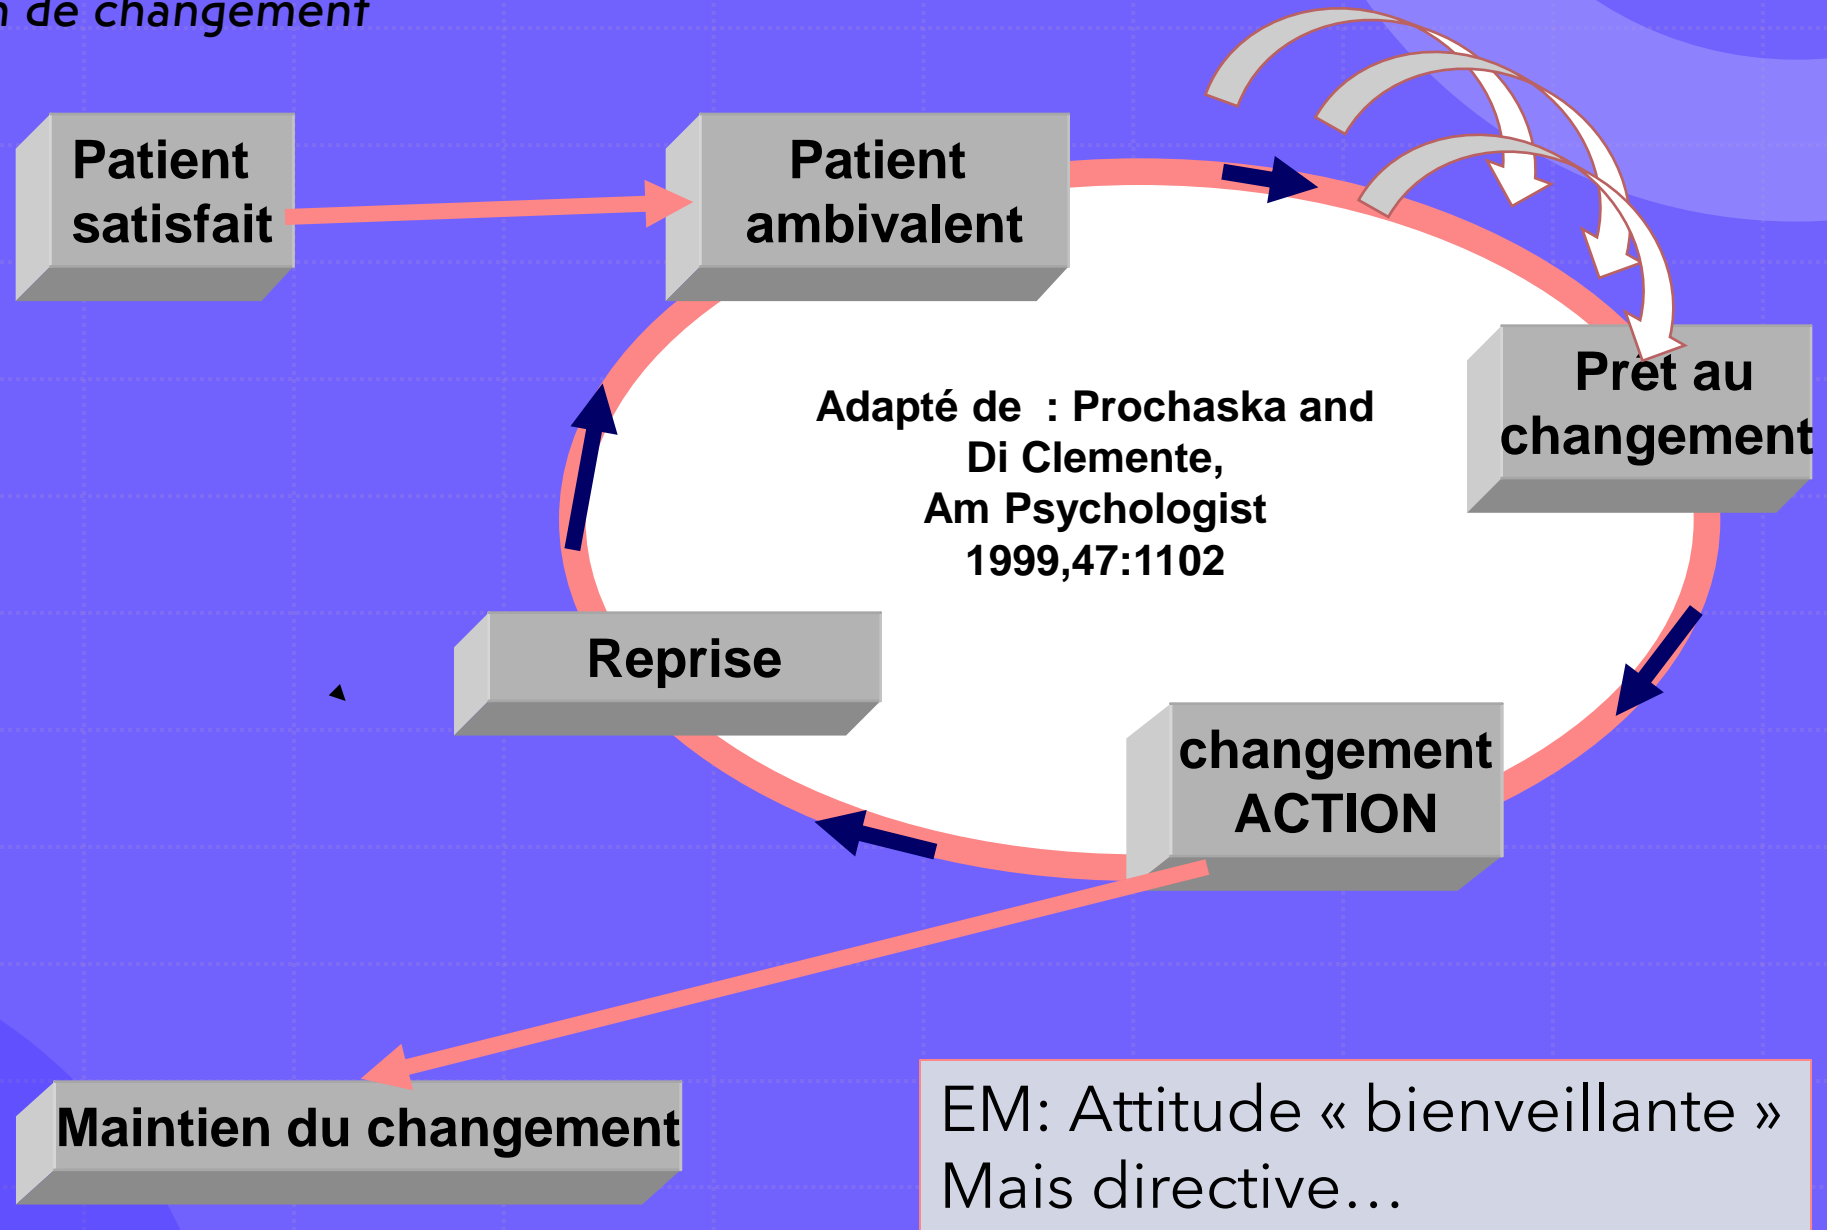 de changement
Patient
satisfait
Patient
ambivalent
Prêt au
changement
Adapté de : Prochaska and
Di Clemente,
Am Psychologist
1999,47:1102
Reprise
changement
ACTION
Maintien du changement
EM: Attitude « bienveillante »
Mais directive…